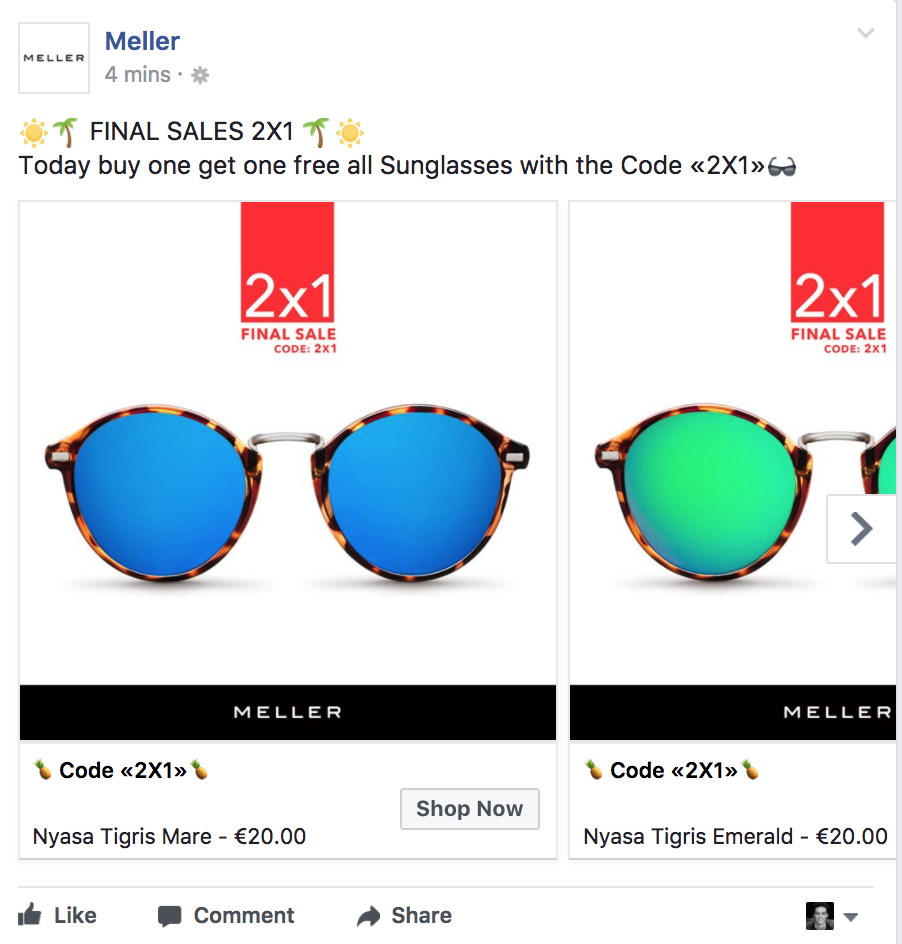 MELLER
Meller
4 mins ·
☀️🌴 FINAL SALES 2X1 🌴☀️
Today buy one get one free all Sunglasses with the Code «2X1»🕶️
2x1
FINAL SALE
CODE: 2X1
MELLER
🍍 Code «2X1»🍍
Shop Now
Nyasa Tigris Mare - €20.00
2x1
FINAL SALE
CODE: 2X1
MELLER
🍍 Code «2X1»🍍
Nyasa Tigris Emerald - €20.00
Like
Comment
Share